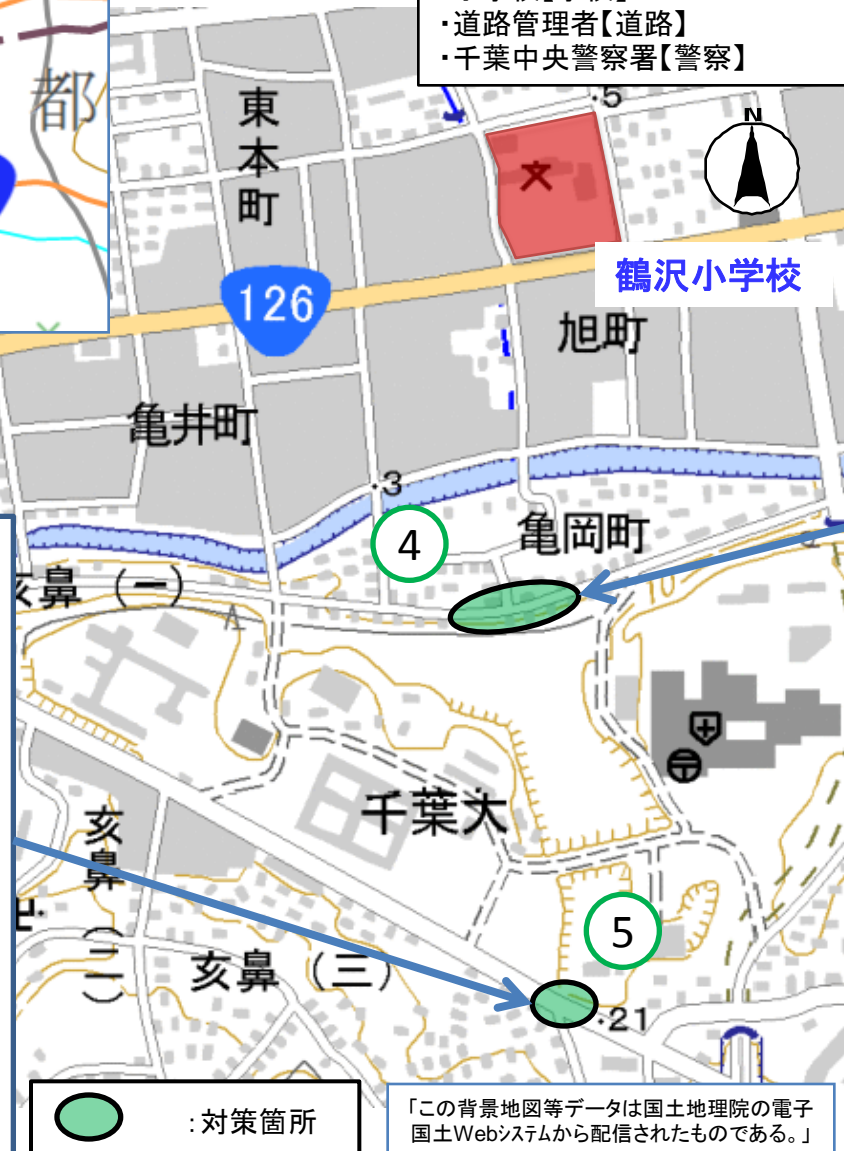 ・道路管理者【道路】
・千葉中央警察署【警察】
都
東本町
・5
文
N
鶴沢小学校
126
旭町
亀井町
・3
4
亀岡町
亥鼻（一）
10
千葉大
亥鼻（二）
5
亥鼻（三）
・21
：対策箇所
「この背景地図等データは国土地理院の電子
国土Webシステムから配信されたものである。」